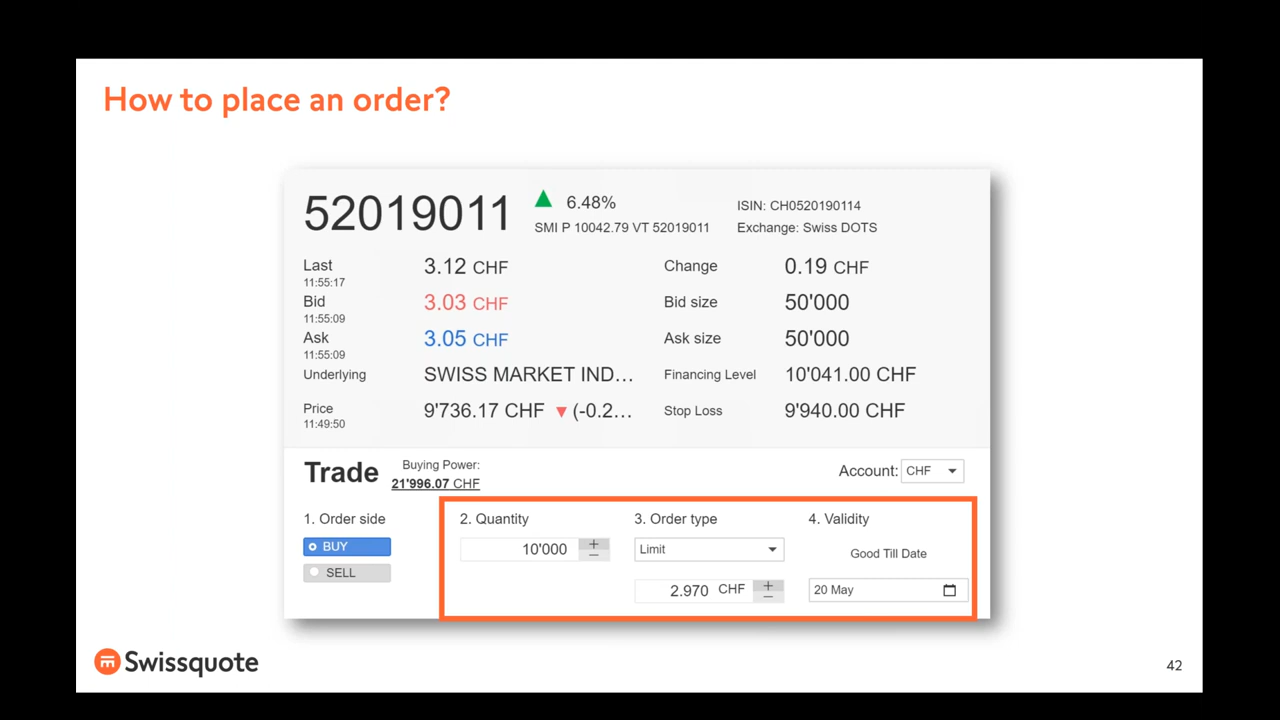 How to place an order?
52019011
6.48%
SMI P 10042.79 VT 52019011
ISIN: CH0520190114
Exchange: Swiss DOTS
Last
11:55:17
3.12 CHF
Change
0.19 CHF
Bid
11:55:09
3.03 CHF
Bid size
50'000
Ask
11:55:09
3.05 CHF
Ask size
50'000
Underlying
SWISS MARKET IND...
Financing Level
10'041.00 CHF
Price
11:49:50
9'736.17 CHF ▼ (-0.2...
Stop Loss
9'940.00 CHF
Trade
Buying Power:
21'996.07 CHF
Account: CHF
1. Order side
BUY
SELL
2. Quantity
10'000
+
−
3. Order type
Limit
2.970 CHF
+
−
4. Validity
Good Till Date
20 May
Swissquote
42